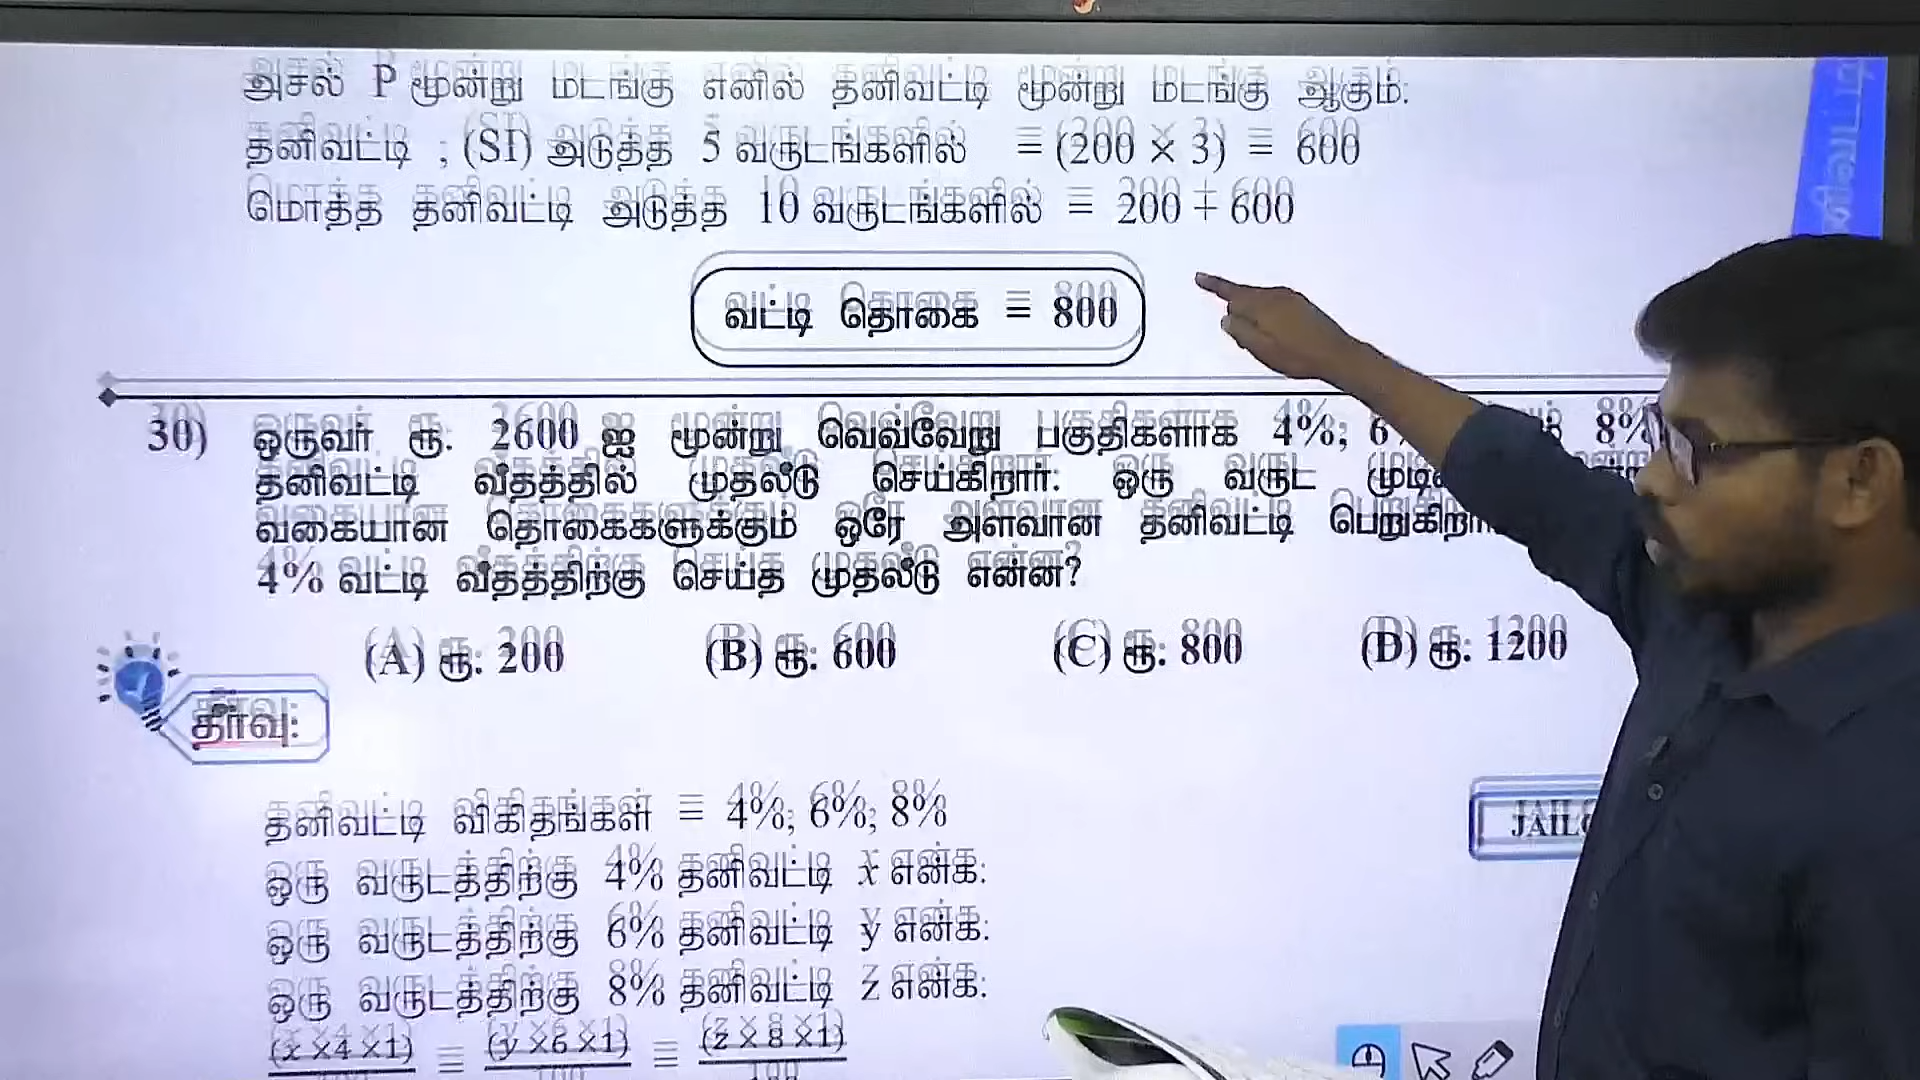 அசல் P மூன்று மடங்கு எனில் தனிவட்டி மூன்று மடங்கு ஆகும்.
தனிவட்டி , (SI) அடுத்த 5 வருடங்களில் = (200 × 3) = 600
மொத்த தனிவட்டி அடுத்த 10 வருடங்களில் = 200 + 600
வட்டி தொகை = 800
30) ஒருவர் ரூ. 2600 ஐ மூன்று வெவ்வேறு பகுதிகளாக 4%, 8%
தனிவட்டி வீதத்தில் முதலீடு செய்கிறார். ஒரு வருட
வகையான தொகைகளுக்கும் ஒரே அளவான தனிவட்டி
4% வட்டி வீதத்திற்கு செய்த முதலீடு என்ன?
(A) ரூ. 200 (B) ரூ. 600 (C) ரூ. 800 (D) ரூ. 1200
தீர்வு:
தனிவட்டி விகிதங்கள் = 4%, 6%, 8%
ஒரு வருடத்திற்கு 4% தனிவட்டி x என்க.
ஒரு வருடத்திற்கு 6% தனிவட்டி y என்க.
ஒரு வருடத்திற்கு 8% தனிவட்டி z என்க.
(x ×4 ×1) = (y ×6 ×1) = (z × 8 ×1)